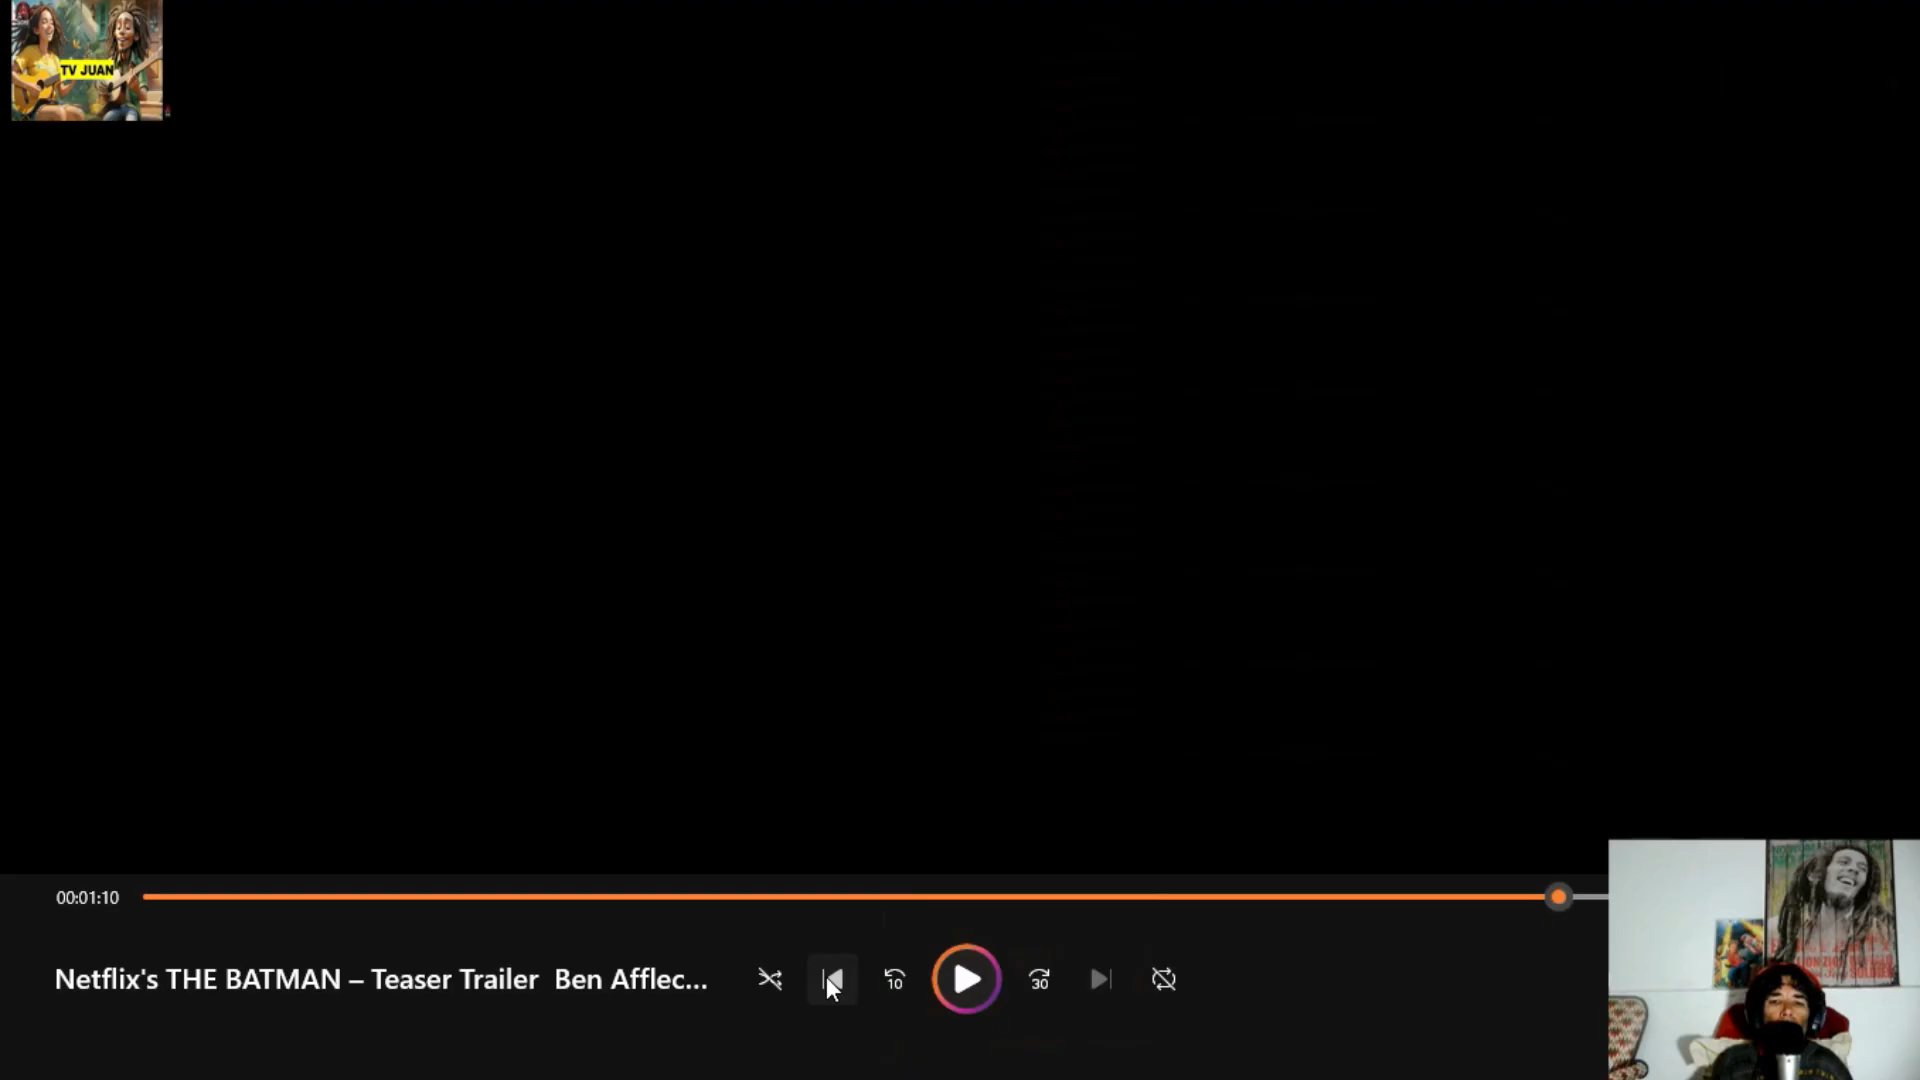 TV JUAN
00:01:10
Netflix's THE BATMAN – Teaser Trailer  Ben Afflec...
10
30